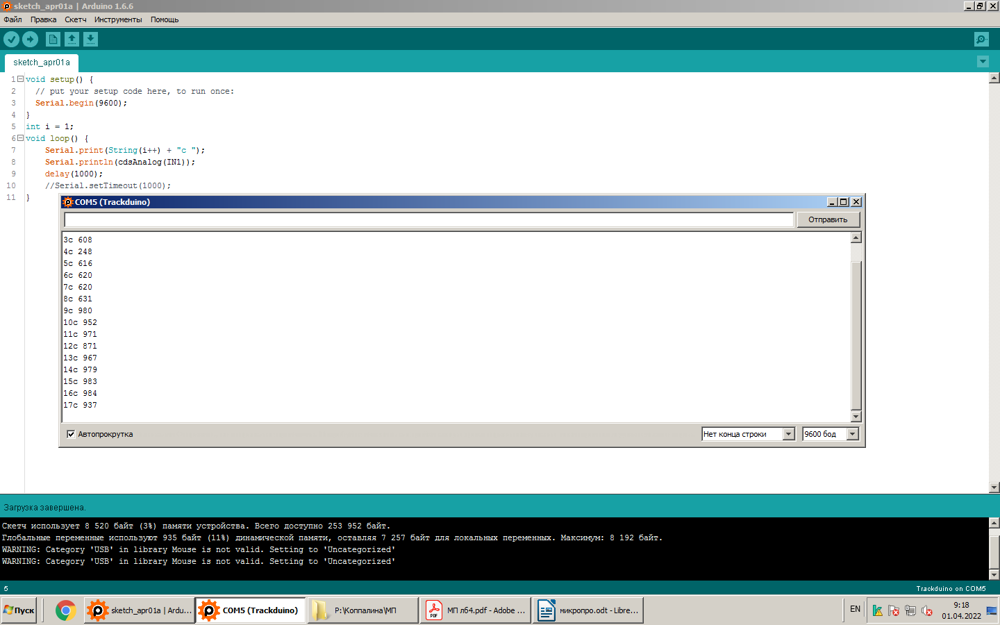 sketch_apr01a | Arduino 1.6.6
Файл Правка Скетч Инструменты Помощь
sketch_apr01a
1 void setup() {
2 // put your setup code here, to run once:
3 Serial.begin(9600);
4 }
5 int i = 1;
6 void loop() {
7 Serial.print(String(i++) + "c ");
8 Serial.println(cdsAnalog(IN1));
9 delay(1000);
10 //Serial.setTimeout(1000);
11 }
COM5 (Trackduino)
Отправить
3c 608
4c 248
5c 616
6c 620
7c 620
8c 631
9c 980
10c 952
11c 971
12c 871
13c 967
14c 979
15c 983
16c 984
17c 937
Автопрокрутка
Нет конца строки
9600 бод
Загрузка завершена.
Скетч использует 8 520 байт (3%) памяти устройства. Всего доступно 253 952 байт.
Глобальные переменные используют 935 байт (11%) динамической памяти, оставляя 7 257 байт для локальных переменных. Максимум: 8 192 байт.
WARNING: Category 'USB' in library Mouse is not valid. Setting to 'Uncategorized'
WARNING: Category 'USB' in library Mouse is not valid. Setting to 'Uncategorized'
5
Trackduino on COM5
Пуск
sketch_apr01a | Ardu...
COM5 (Trackduino)
P:\Коппалина\МП
PDF
МП л64.pdf - Adobe ...
микропро.odt - Libre...
EN
9:18
01.04.2022